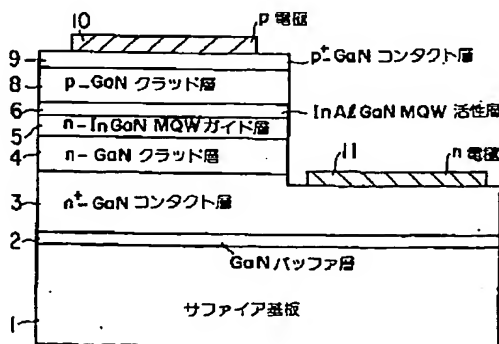 10 p 電極
9 p⁺-GaN コンタクト層
8 p-GaN クラッド層
6 InAlGaN MQW 活性層
5 n-InGaN MQW ガイド層
4 n-GaN クラッド層
11 n 電極
3 n⁺-GaN コンタクト層
2 GaN バッファ層
1 サファイア基板